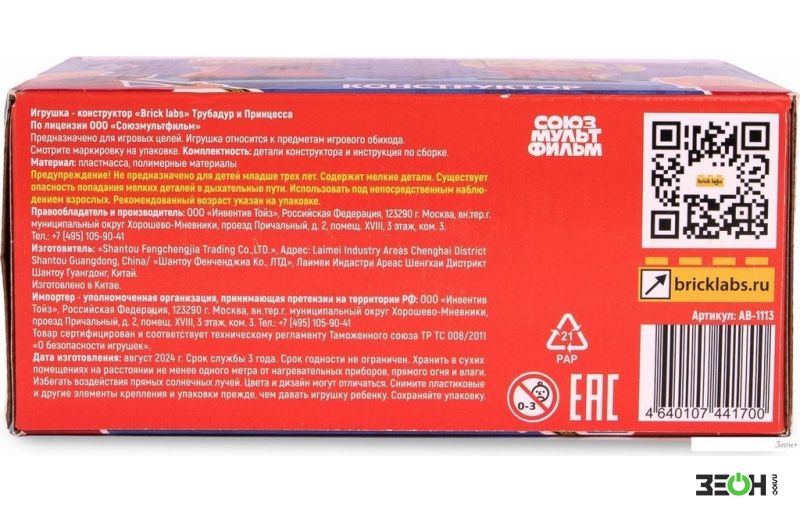 КОНСТРУКТОР
Игрушка - конструктор «Brick labs» Трубадур и Принцесса
По лицензии ООО «Союзмультфильм»
Предназначено для игровых целей. Игрушка относится к предметам игрового обихода.
Смотрите маркировку на упаковке. Комплектность: детали конструктора и инструкция по сборке.
Материал: пластмасса, полимерные материалы
Предупреждение! Не предназначено для детей младше трех лет. Содержит мелкие детали. Существует
опасность попадания мелких деталей в дыхательные пути. Использовать под непосредственным наблю-
дением взрослых. Рекомендованный возраст указан на упаковке.
Правообладатель и производитель: ООО «Инвентив Тойз», Российская Федерация, 123290 г. Москва, вн.тер.г.
муниципальный округ Хорошево-Мневники, проезд Причальный, д. 2, помещ. XVIII, 3 этаж, ком. 3.
Тел.: +7 (495) 105-90-41
Изготовитель: «Shantou Fengchengjia Trading Co.,LTD.», Адрес: Laimei Industry Areas Chenghai District
Shantou Guangdong, China/ «Шантоу Фенченджиа Ко., ЛТД», Лаимеи Индастри Ареас Шенгхаи Дистрикт
Шантоу Гуангдонг, Китай.
Изготовлено в Китае.
Импортер - уполномоченная организация, принимающая претензии на территории РФ: ООО «Инвентив
Тойз», Российская Федерация, 123290 г. Москва, вн.тер.г. муниципальный округ Хорошево-Мневники,
проезд Причальный, д. 2, помещ. XVIII, 3 этаж, ком. 3. Тел.: +7 (495) 105-90-41
Товар сертифицирован и соответствует техническому регламенту Таможенного союза ТР ТС 008/2011
«О безопасности игрушек».
Дата изготовления: август 2024 г. Срок службы 3 года. Срок годности не ограничен. Хранить в сухих
помещениях на расстоянии не менее одного метра от нагревательных приборов, прямого огня и влаги.
Избегать воздействия прямых солнечных лучей. Цвета и дизайн могут отличаться. Снимите пластиковые
и другие элементы крепления и упаковки прежде, чем давать игрушку ребенку. Сохраняйте упаковку.
СОЮЗ
МУЛЬТ
ФИЛЬМ
brick labs
bricklabs.ru
Артикул: AB-1113
21
PAP
0-3
EAC
4 640107 441700
Зеон+
ЗЕОН ПЛЮС